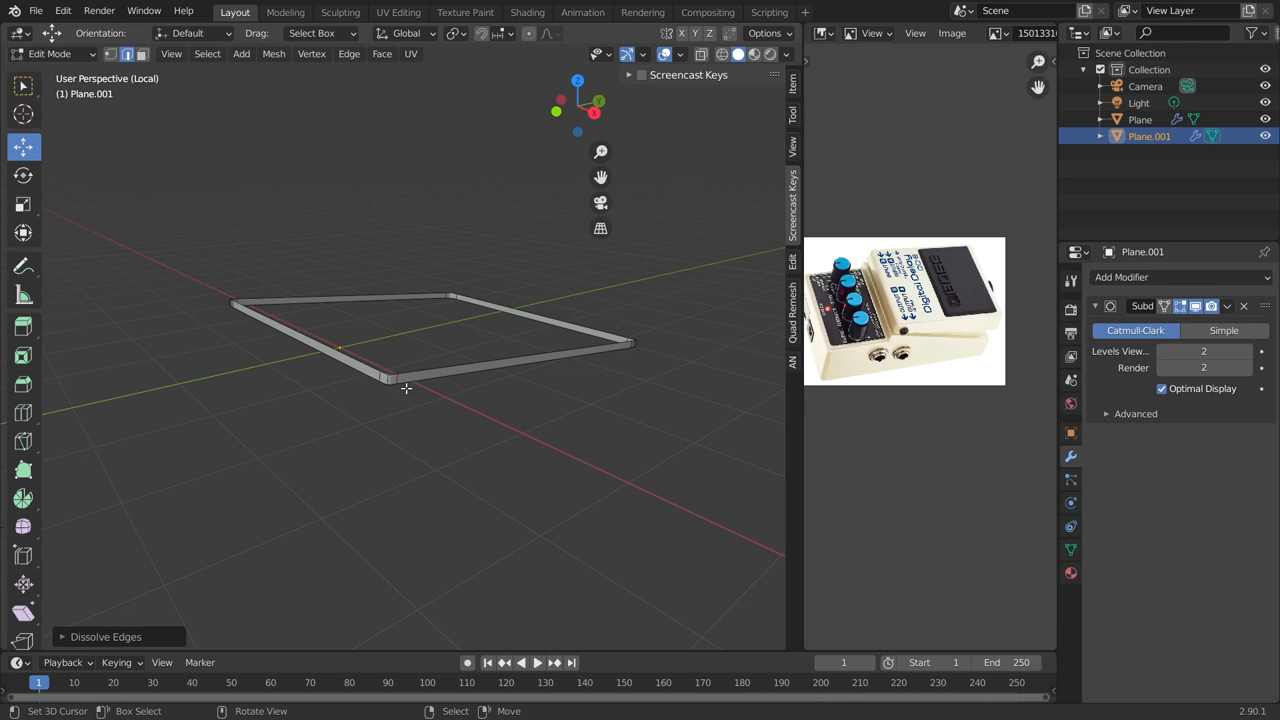 File Edit Render Window Help Layout Modeling Sculpting UV Editing Texture Paint Shading Animation Rendering Compositing Scripting + Scene View Layer
Orientation: Default Drag: Select Box Global X Y Z Options View View Image 1501331
Edit Mode View Select Add Mesh Vertex Edge Face UV
User Perspective (Local)
(1) Plane.001
Screencast Keys
Z
Y
X
Item
Tool
View
Screencast Keys
Edit
Quad Remesh
AN
BOSS
Digital Delay
Scene Collection
Collection
Camera
Light
Plane
Plane.001
Plane.001
Add Modifier
Subd
Catmull-Clark Simple
Levels View... 2
Render 2
Optimal Display
Advanced
Dissolve Edges
Playback Keying View Marker 1 Start 1 End 250
1 10 20 30 40 50 60 70 80 90 100 110 120 130 140 150 160 170 180 190 200 210 220 230 240 250
Set 3D Cursor Box Select Rotate View Select Move 2.90.1